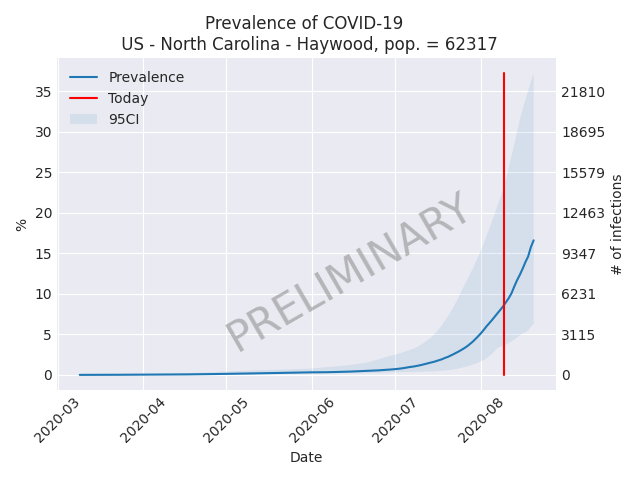 Prevalence of COVID-19
US - North Carolina - Haywood, pop. = 62317
Prevalence
Today
95CI
35
30
25
20
15
10
5
0
%
21810
18695
15579
12463
9347
6231
3115
0
# of infections
PRELIMINARY
2020-03
2020-04
2020-05
2020-06
2020-07
2020-08
Date